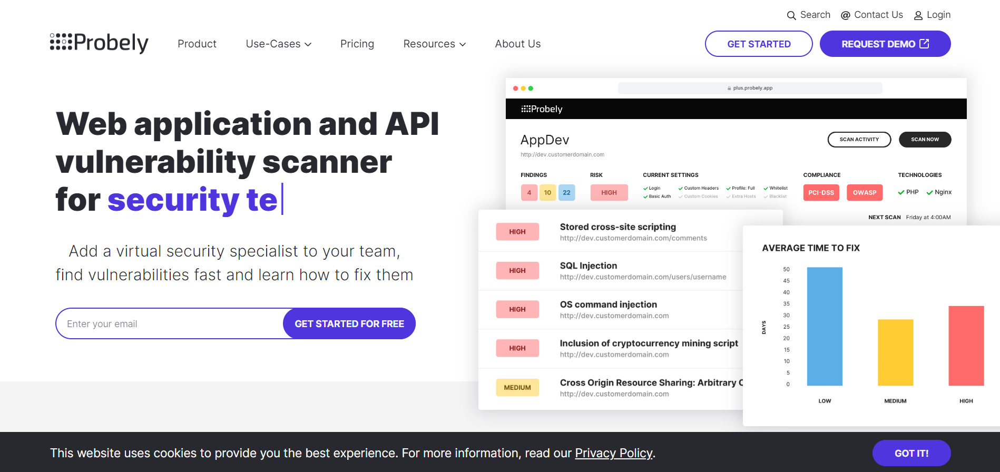 Search
Contact Us
Login
Probely
Product
Use-Cases
Pricing
Resources
About Us
GET STARTED
REQUEST DEMO
Web application and API
vulnerability scanner
for security te
Add a virtual security specialist to your team,
find vulnerabilities fast and learn how to fix them
Enter your email
GET STARTED FOR FREE
plus.probely.app
Probely
AppDev
http://dev.customerdomain.com
SCAN ACTIVITY
SCAN NOW
FINDINGS
4 10 22
RISK
HIGH
CURRENT SETTINGS
Login Custom Headers Profile: Full Whitelist
Basic Auth Custom Cookies Extra Hosts Blacklist
COMPLIANCE
PCI-DSS OWASP
TECHNOLOGIES
PHP Nginx
NEXT SCAN Friday at 4:00AM
HIGH
Stored cross-site scripting
http://dev.customerdomain.com/comments
HIGH
SQL Injection
http://dev.customerdomain.com/users/username
HIGH
OS command injection
http://dev.customerdomain.com
HIGH
Inclusion of cryptocurrency mining script
http://dev.customerdomain.com
MEDIUM
Cross Origin Resource Sharing: Arbitrary
http://dev.customerdomain.com
AVERAGE TIME TO FIX
DAYS
50
45
40
35
30
25
20
15
10
5
0
LOW
MEDIUM
HIGH
This website uses cookies to provide you the best experience. For more information, read our Privacy Policy.
GOT IT!